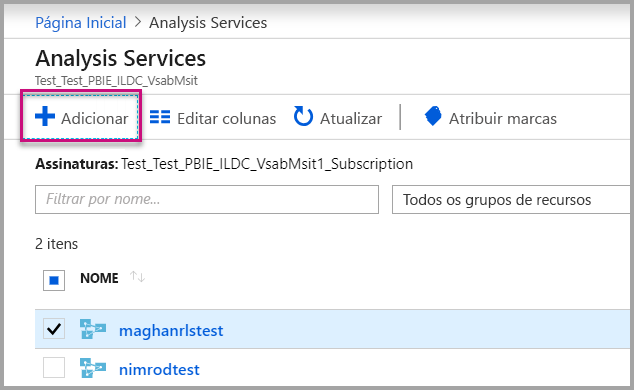 Página Inicial > Analysis Services
Analysis Services
Test_Test_PBIE_ILDC_VsabMsit
Adicionar Editar colunas Atualizar Atribuir marcas
Assinaturas: Test_Test_PBIE_ILDC_VsabMsit1_Subscription
Filtrar por nome... Todos os grupos de recursos
2 itens
NOME
maghanrlstest
nimrodtest